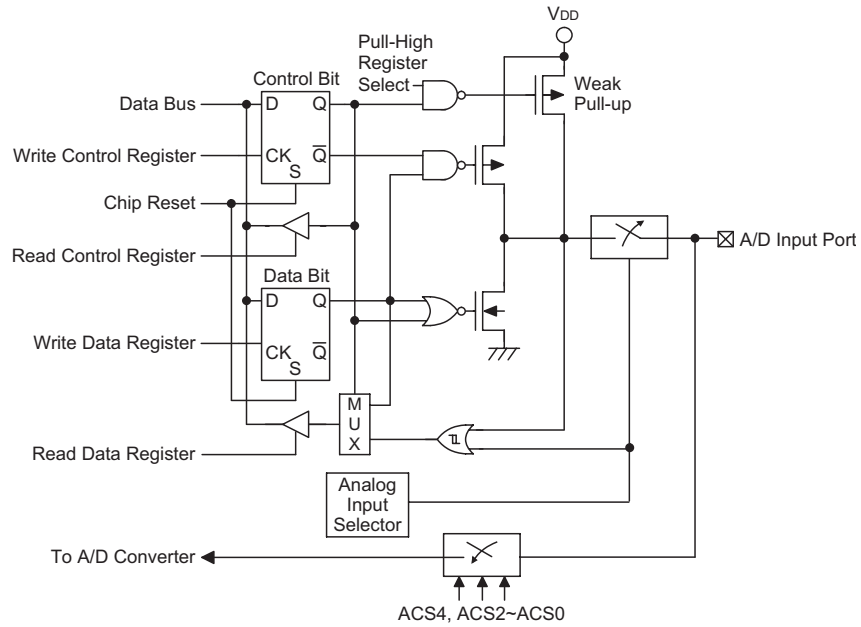 VDD
Pull-High
Register
Select
Control Bit
Weak
Pull-up
Data Bus
D
Q
Write Control Register
CK
Q̅
S
Chip Reset
Read Control Register
A/D Input Port
Data Bit
D
Q
Write Data Register
CK
Q̅
S
M
U
X
Read Data Register
Analog
Input
Selector
To A/D Converter
ACS4, ACS2~ACS0